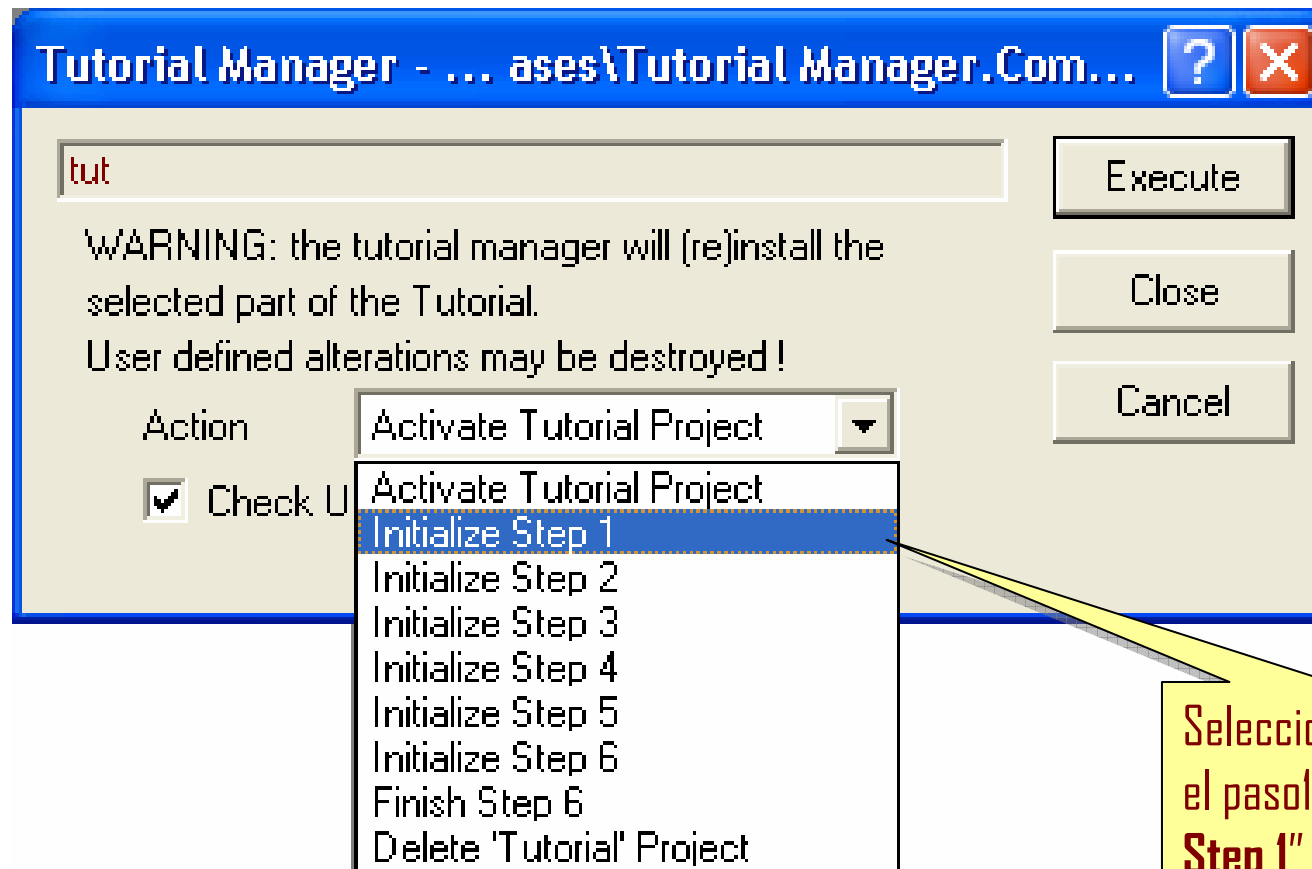 Tutorial Manager - ... ases\Tutorial Manager.Com...
tut
Execute
WARNING: the tutorial manager will (re)install the
selected part of the Tutorial.
User defined alterations may be destroyed !
Close
Cancel
Action
Activate Tutorial Project
Check U
Activate Tutorial Project
Initialize Step 1
Initialize Step 2
Initialize Step 3
Initialize Step 4
Initialize Step 5
Initialize Step 6
Finish Step 6
Delete 'Tutorial' Project
Seleccio
el paso1
Step 1"